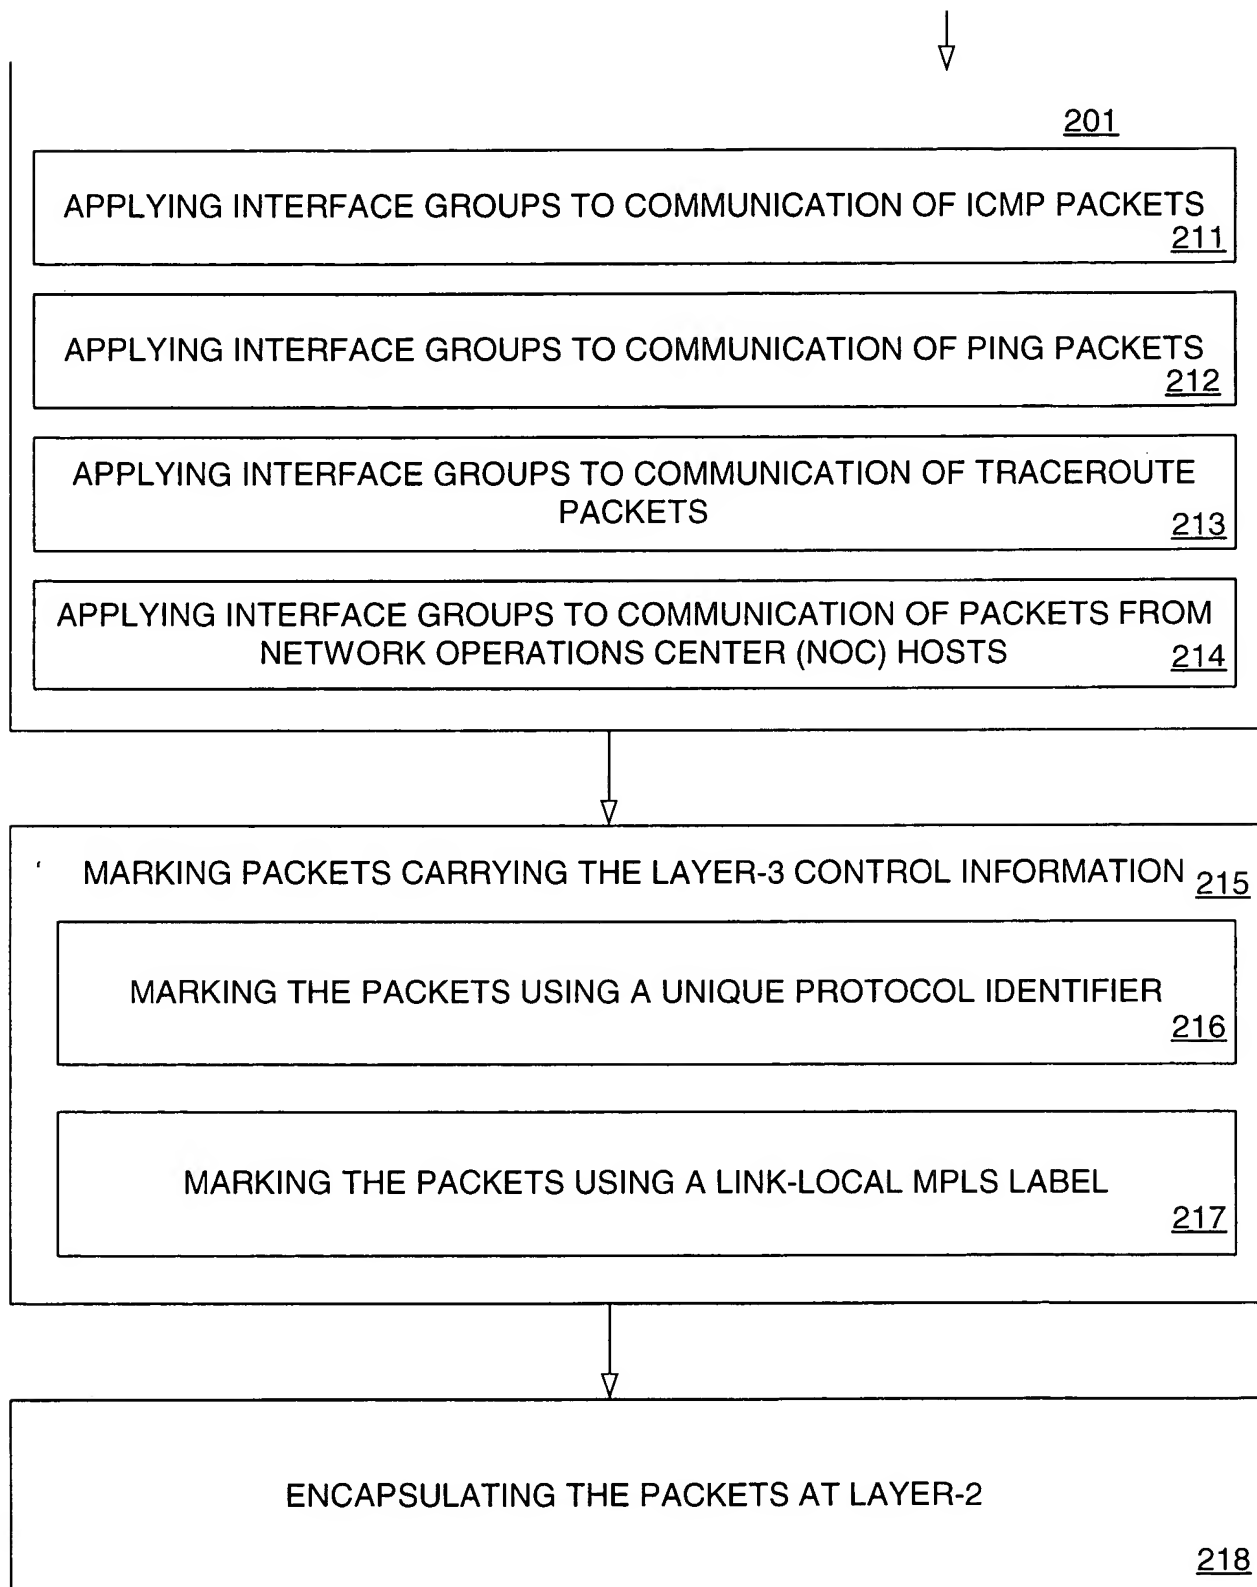 201
APPLYING INTERFACE GROUPS TO COMMUNICATION OF ICMP PACKETS
211
APPLYING INTERFACE GROUPS TO COMMUNICATION OF PING PACKETS
212
APPLYING INTERFACE GROUPS TO COMMUNICATION OF TRACEROUTE
PACKETS
213
APPLYING INTERFACE GROUPS TO COMMUNICATION OF PACKETS FROM
NETWORK OPERATIONS CENTER (NOC) HOSTS
214
MARKING PACKETS CARRYING THE LAYER-3 CONTROL INFORMATION
215
MARKING THE PACKETS USING A UNIQUE PROTOCOL IDENTIFIER
216
MARKING THE PACKETS USING A LINK-LOCAL MPLS LABEL
217
ENCAPSULATING THE PACKETS AT LAYER-2
218